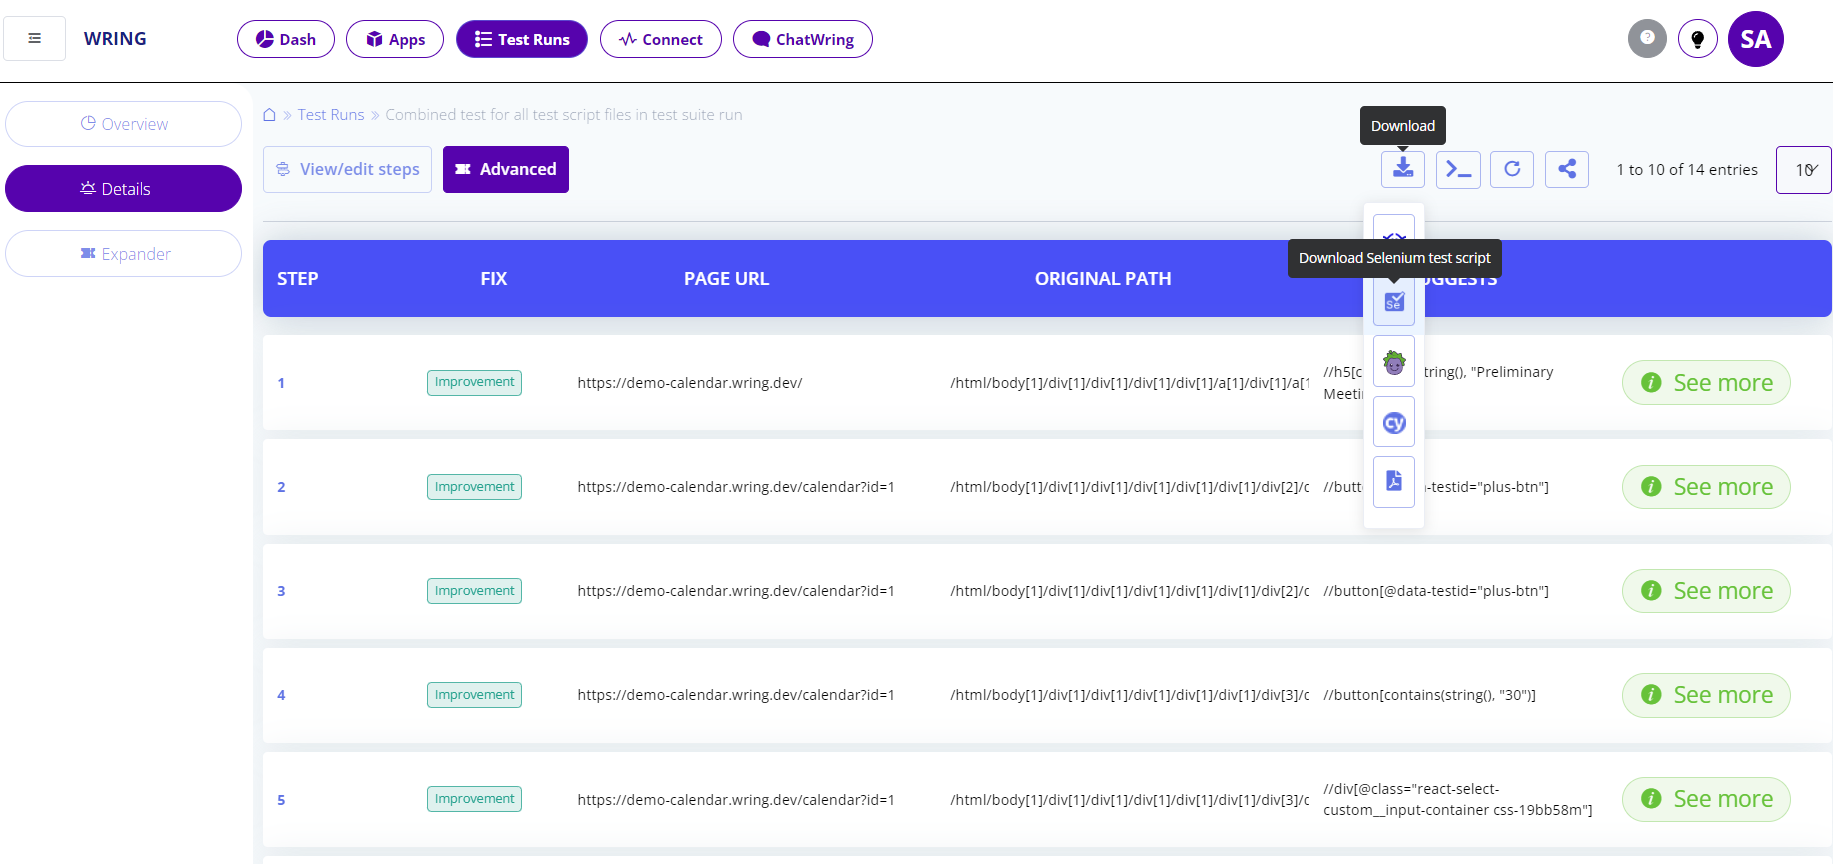 WRING
Dash
Apps
Test Runs
Connect
ChatWring
?
SA
Overview
Details
Expander
» Test Runs » Combined test for all test script files in test suite run
View/edit steps
Advanced
Download
1 to 10 of 14 entries
10
Download Selenium test script
Se
cy
STEP FIX PAGE URL ORIGINAL PATH
1 Improvement https://demo-calendar.wring.dev/ /html/body[1]/div[1]/div[1]/div[1]/div[1]/a[1]/div[1]/a[1 //h5[c tring(), "Preliminary
Meeti
See more
2 Improvement https://demo-calendar.wring.dev/calendar?id=1 /html/body[1]/div[1]/div[1]/div[1]/div[1]/div[1]/div[2]/c //butt -testid="plus-btn"] See more
3 Improvement https://demo-calendar.wring.dev/calendar?id=1 /html/body[1]/div[1]/div[1]/div[1]/div[1]/div[1]/div[2]/c //button[@data-testid="plus-btn"] See more
4 Improvement https://demo-calendar.wring.dev/calendar?id=1 /html/body[1]/div[1]/div[1]/div[1]/div[1]/div[1]/div[3]/c //button[contains(string(), "30")] See more
5 Improvement https://demo-calendar.wring.dev/calendar?id=1 /html/body[1]/div[1]/div[1]/div[1]/div[1]/div[1]/div[3]/c //div[@class="react-select-
custom__input-container css-19bb58m"]
See more